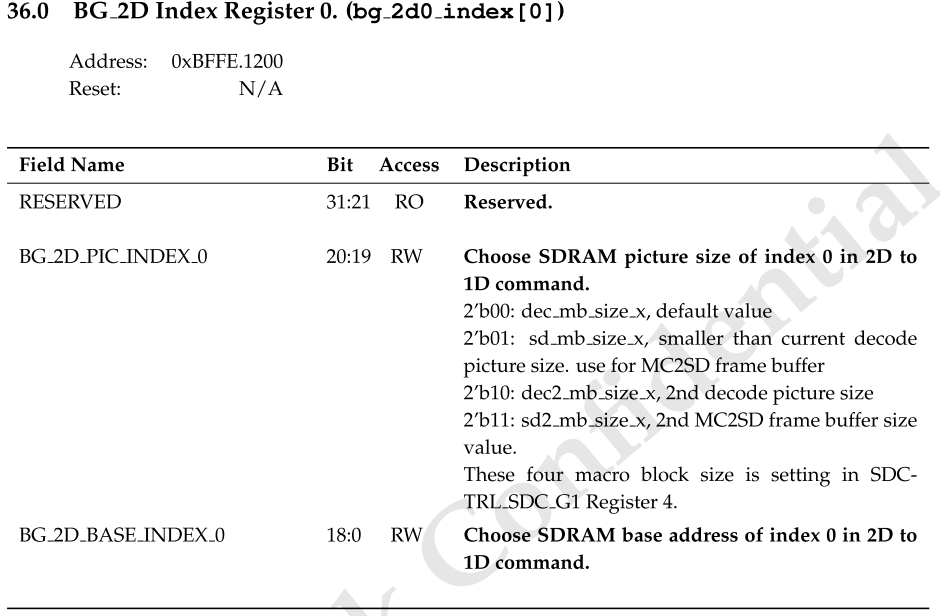 36.0 BG_2D Index Register 0. (bg_2d0_index[0])
Address: 0xBFFE.1200
Reset: N/A
Field Name Bit Access Description
RESERVED 31:21 RO Reserved.
BG_2D_PIC_INDEX_0 20:19 RW Choose SDRAM picture size of index 0 in 2D to
1D command.
2'b00: dec_mb_size_x, default value
2'b01: sd_mb_size_x, smaller than current decode
picture size. use for MC2SD frame buffer
2'b10: dec2_mb_size_x, 2nd decode picture size
2'b11: sd2_mb_size_x, 2nd MC2SD frame buffer size
value.
These four macro block size is setting in SDC-
TRL_SDC_G1 Register 4.
BG_2D_BASE_INDEX_0 18:0 RW Choose SDRAM base address of index 0 in 2D to
1D command.
k Confidential